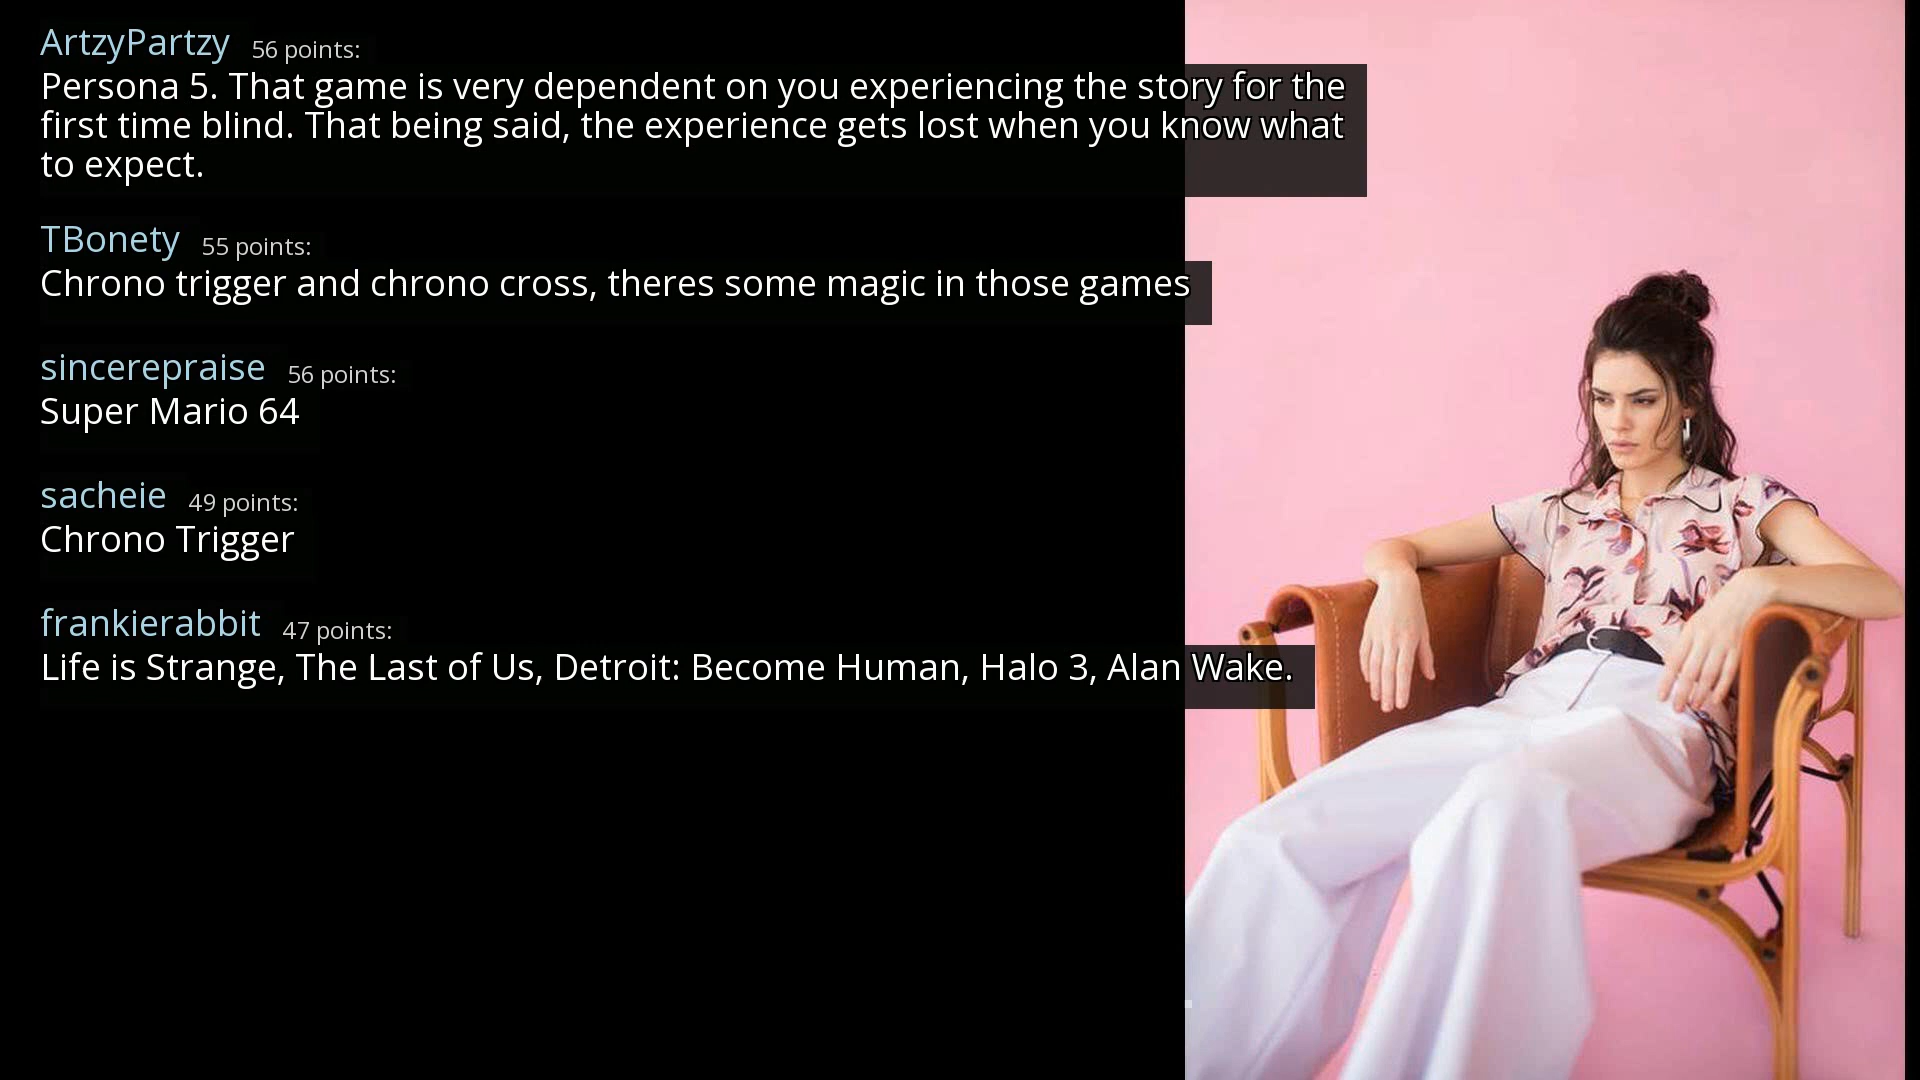 ArtzyPartzy 56 points:
Persona 5. That game is very dependent on you experiencing the story for the
first time blind. That being said, the experience gets lost when you know what
to expect.
TBonety 55 points:
Chrono trigger and chrono cross, theres some magic in those games
sincerepraise 56 points:
Super Mario 64
sacheie 49 points:
Chrono Trigger
frankierabbit 47 points:
Life is Strange, The Last of Us, Detroit: Become Human, Halo 3, Alan Wake.